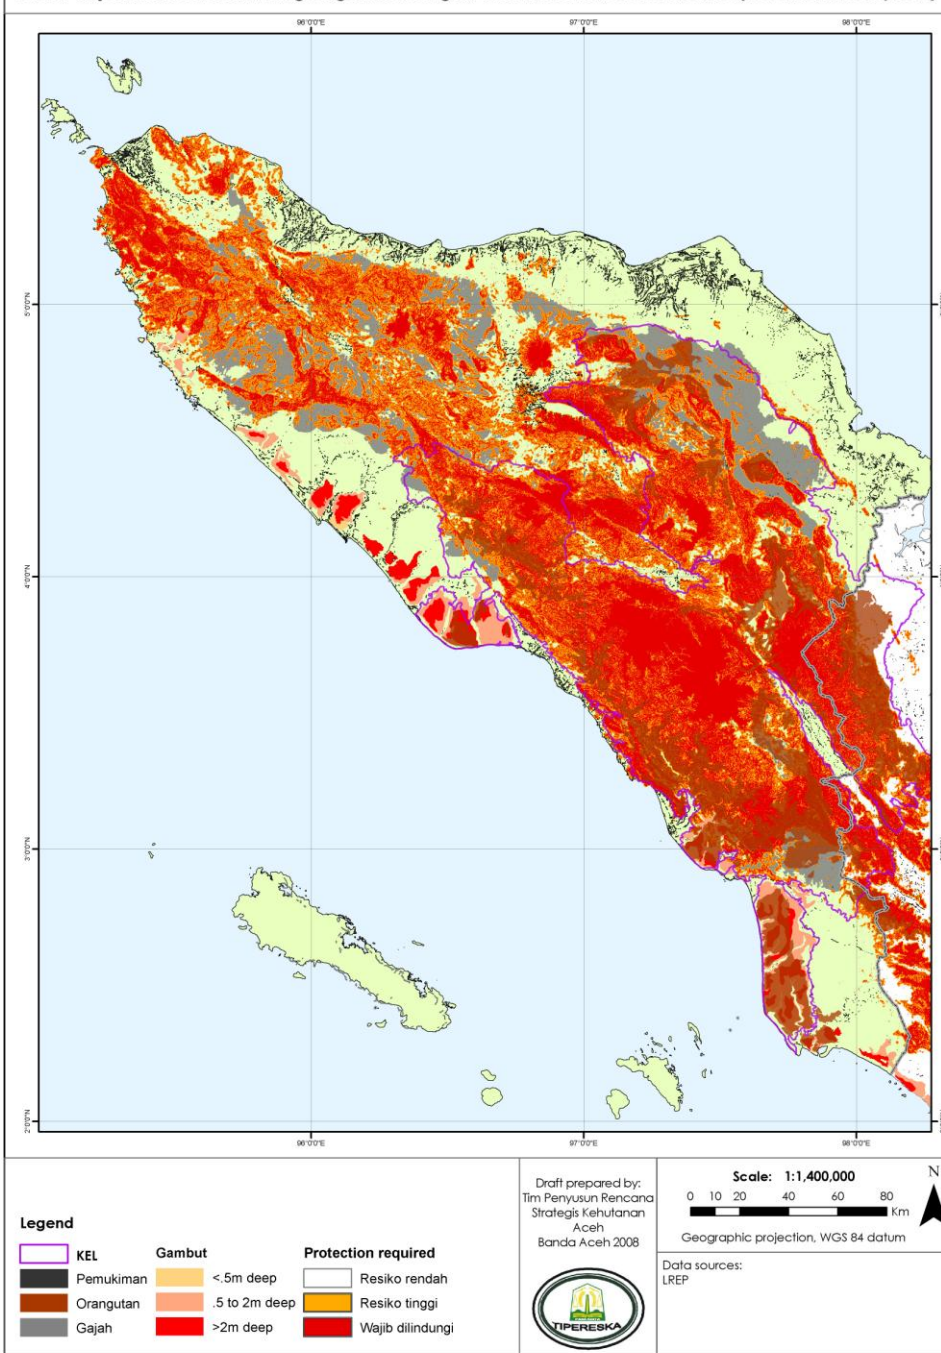 96°0'0"E 97°0'0"E 98°0'0"E
5°0'0"N
4°0'0"N
3°0'0"N
2°0'0"N
96°0'0"E 97°0'0"E 98°0'0"E
Legend
KEL
Pemukiman
Orangutan
Gajah
Gambut
<.5m deep
.5 to 2m deep
>2m deep
Protection required
Resiko rendah
Resiko tinggi
Wajib dilindungi
Draft prepared by:
Tim Penyusun Rencana
Strategis Kehutanan
Aceh
Banda Aceh 2008
TIPERESKA
Scale: 1:1,400,000
N
0 10 20 40 60 80
Km
Geographic projection, WGS 84 datum
Data sources:
LREP